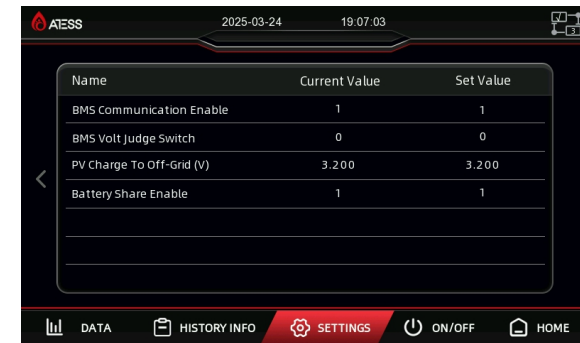 ATESS 2025-03-24 19:07:03 3
Name Current Value Set Value
BMS Communication Enable 1 1
BMS Volt Judge Switch 0 0
PV Charge To Off-Grid (V) 3.200 3.200
Battery Share Enable 1 1
DATA HISTORY INFO SETTINGS ON/OFF HOME